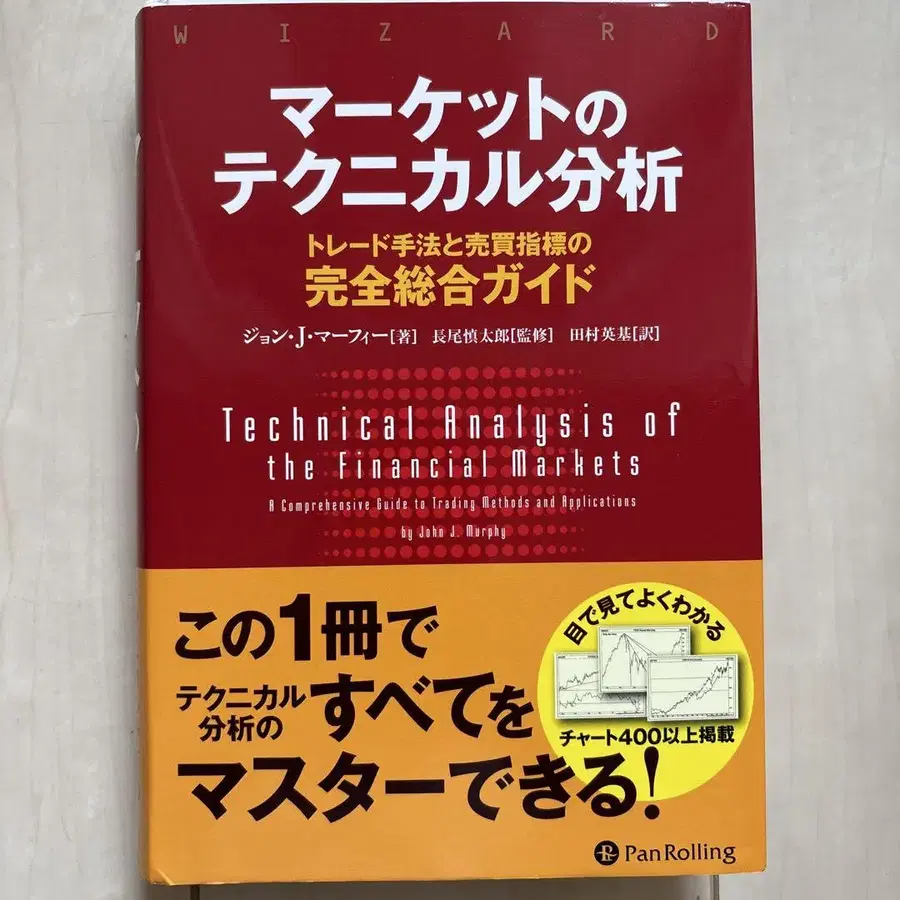 WIZARD
マーケットの
テクニカル分析
トレード手法と売買指標の
完全総合ガイド
ジョン・J・マーフィー[著] 長尾慎太郎[監修] 田村英基[訳]
Technical Analysis of
the Financial Markets
A Comprehensive Guide to Trading Methods and Applications
by John J. Murphy
この1冊で
テクニカル
分析の
すべてを
マスターできる!
目で見てよくわかる
チャート400以上掲載
PanRolling